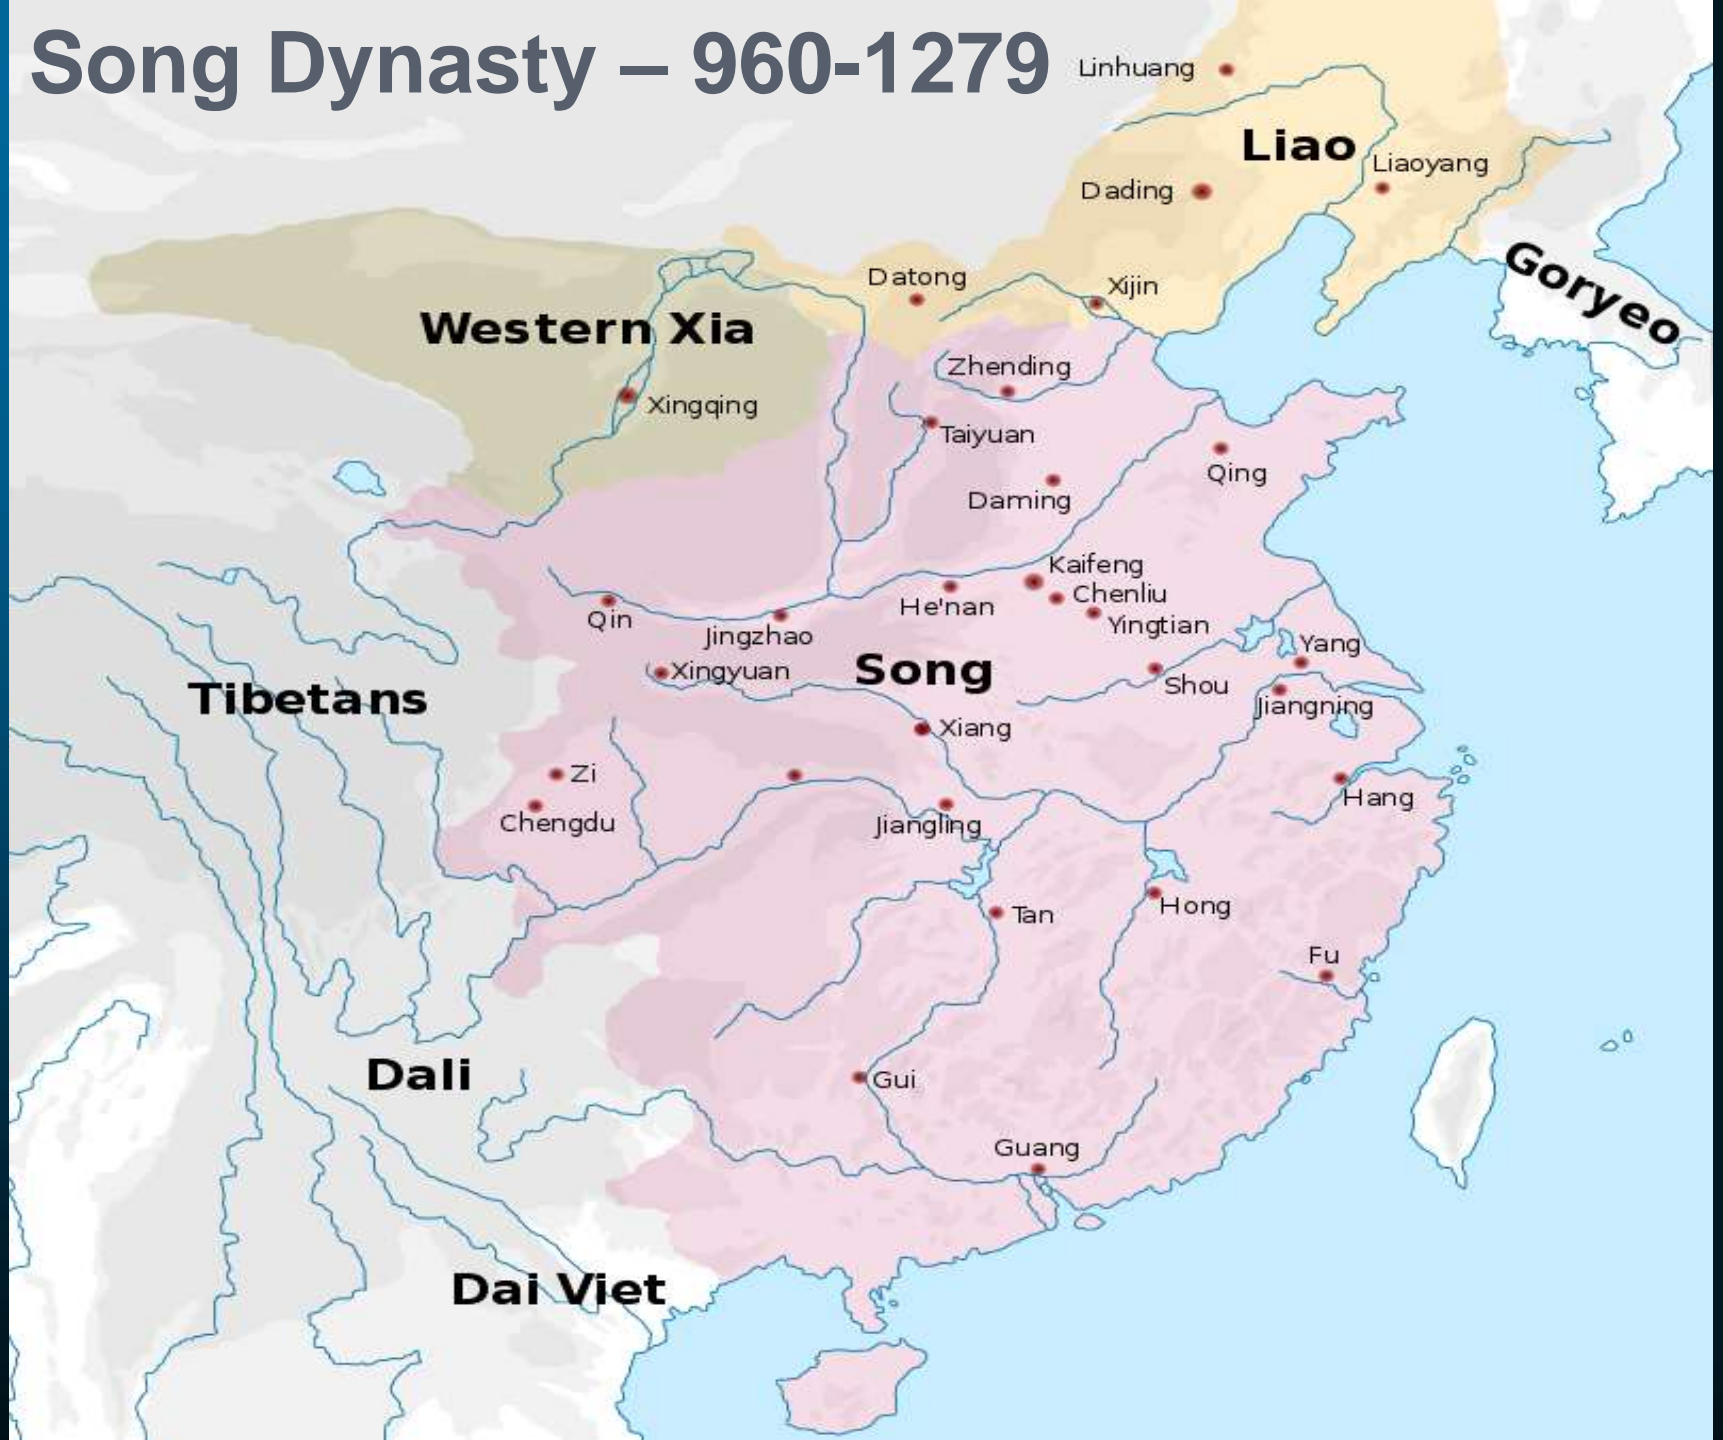 Song Dynasty – 960-1279
Linhuang
Liao
Liaoyang
Dading
Goryeo
Datong
Xijin
Western Xia
Zhending
Xingqing
Taiyuan
Qing
Daming
Kaifeng
Chenliu
He'nan
Qin
Yingtian
Jingzhao
Yang
Xingyuan
Song
Shou
Tibetans
Jiangning
Xiang
Zi
Hang
Chengdu
Jiangling
Hong
Tan
Fu
Dali
Gui
Guang
Dai Viet